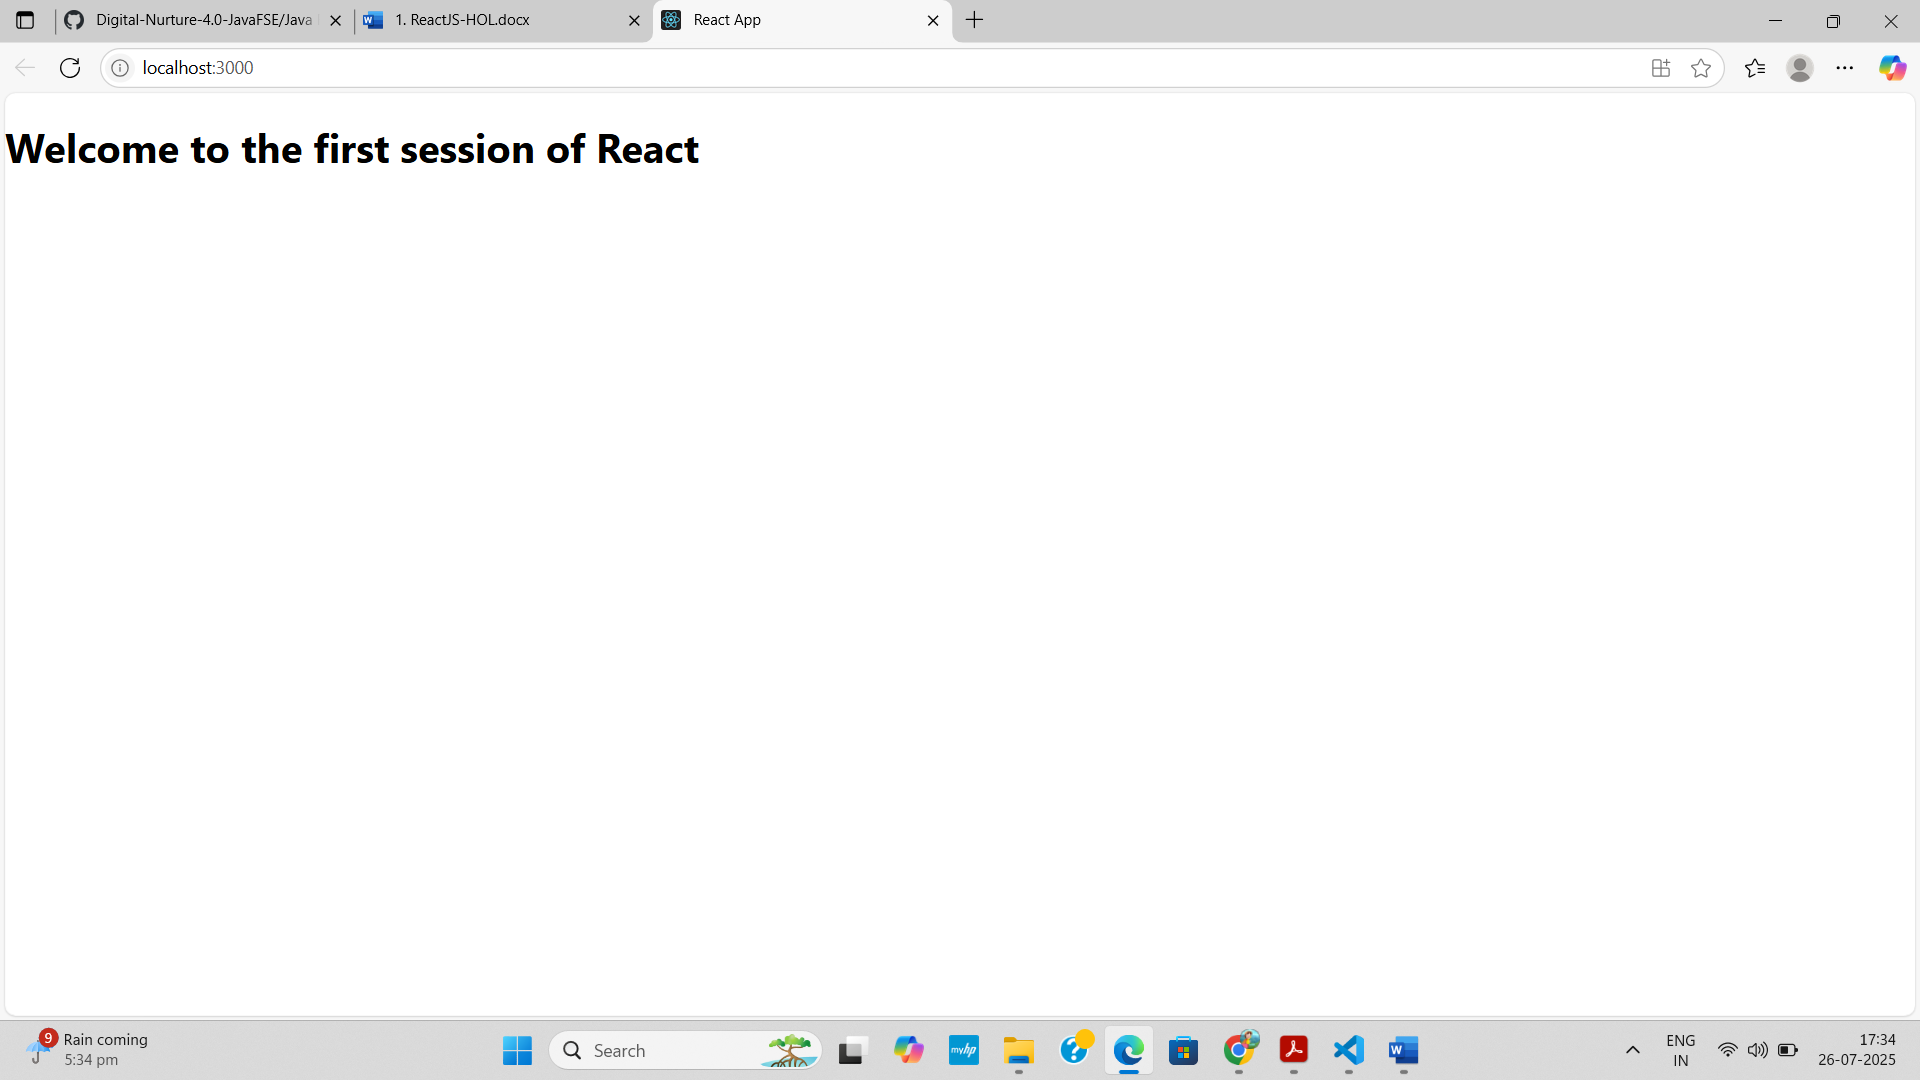 Digital-Nurture-4.0-JavaFSE/Java
1. ReactJS-HOL.docx
React App
localhost:3000
Welcome to the first session of React
9
Rain coming
5:34 pm
Search
myhp
ENG
IN
17:34
26-07-2025